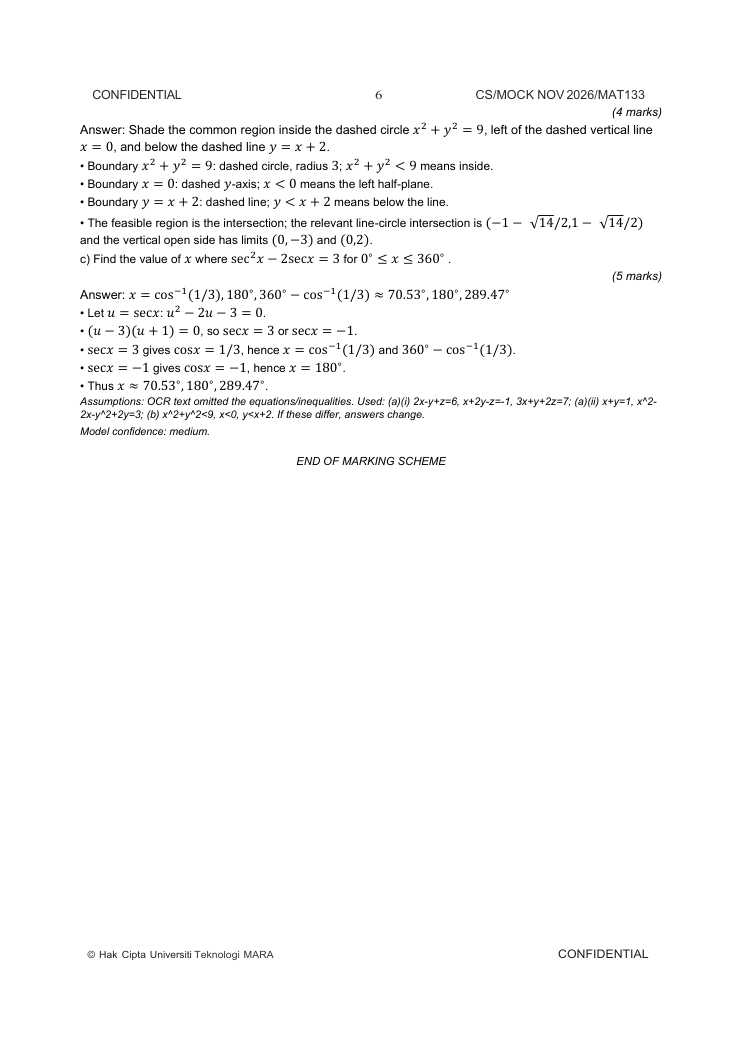 CONFIDENTIAL 6 CS/MOCK NOV 2026/MAT133
(4 marks)
Answer: Shade the common region inside the dashed circle x² + y² = 9, left of the dashed vertical line
x = 0, and below the dashed line y = x + 2.
• Boundary x² + y² = 9: dashed circle, radius 3; x² + y² < 9 means inside.
• Boundary x = 0: dashed y-axis; x < 0 means the left half-plane.
• Boundary y = x + 2: dashed line; y < x + 2 means below the line.
• The feasible region is the intersection; the relevant line-circle intersection is (−1 − √14/2,1 − √14/2)
and the vertical open side has limits (0, −3) and (0,2).
c) Find the value of x where sec²x − 2secx = 3 for 0° ≤ x ≤ 360° .
(5 marks)
Answer: x = cos⁻¹(1/3), 180°, 360° − cos⁻¹(1/3) ≈ 70.53°, 180°, 289.47°
• Let u = secx: u² − 2u − 3 = 0.
• (u − 3)(u + 1) = 0, so secx = 3 or secx = −1.
• secx = 3 gives cosx = 1/3, hence x = cos⁻¹(1/3) and 360° − cos⁻¹(1/3).
• secx = −1 gives cosx = −1, hence x = 180°.
• Thus x ≈ 70.53°, 180°, 289.47°.
Assumptions: OCR text omitted the equations/inequalities. Used: (a)(i) 2x-y+z=6, x+2y-z=-1, 3x+y+2z=7; (a)(ii) x+y=1, x^2-
2x-y^2+2y=3; (b) x^2+y^2<9, x<0, y<x+2. If these differ, answers change.
Model confidence: medium.
END OF MARKING SCHEME
© Hak Cipta Universiti Teknologi MARA CONFIDENTIAL